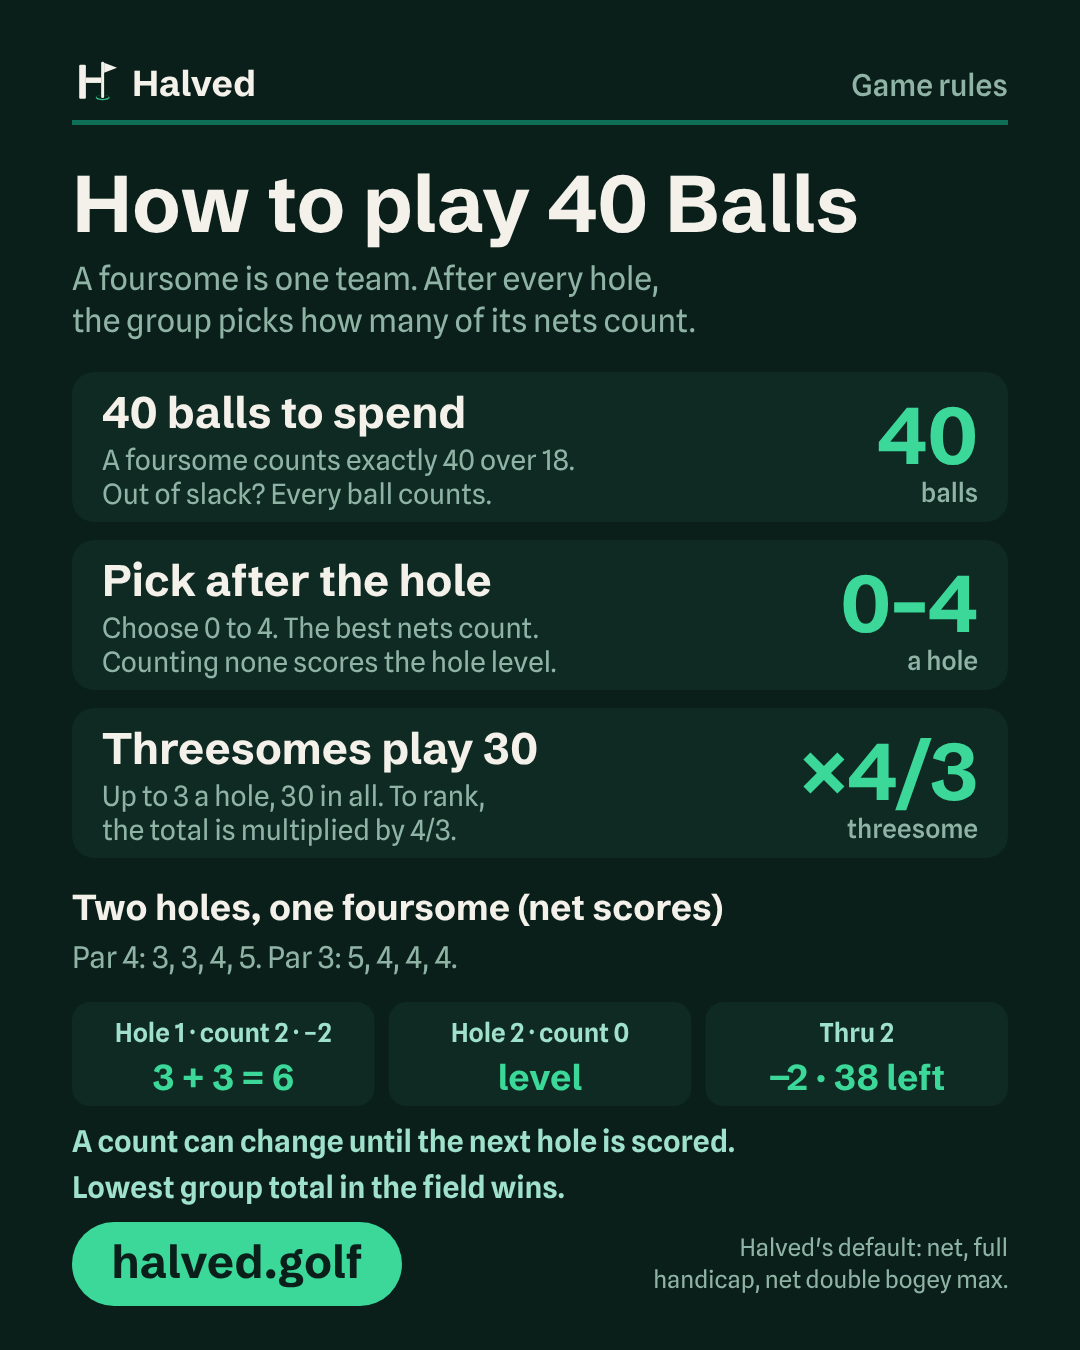 Halved
Game rules
How to play 40 Balls
A foursome is one team. After every hole,
the group picks how many of its nets count.
40 balls to spend
A foursome counts exactly 40 over 18.
Out of slack? Every ball counts.
40
balls
Pick after the hole
Choose 0 to 4. The best nets count.
Counting none scores the hole level.
0–4
a hole
Threesomes play 30
Up to 3 a hole, 30 in all. To rank,
the total is multiplied by 4/3.
×4/3
threesome
Two holes, one foursome (net scores)
Par 4: 3, 3, 4, 5. Par 3: 5, 4, 4, 4.
Hole 1 · count 2 · −2
3 + 3 = 6
Hole 2 · count 0
level
Thru 2
−2 · 38 left
A count can change until the next hole is scored.
Lowest group total in the field wins.
halved.golf
Halved's default: net, full
handicap, net double bogey max.